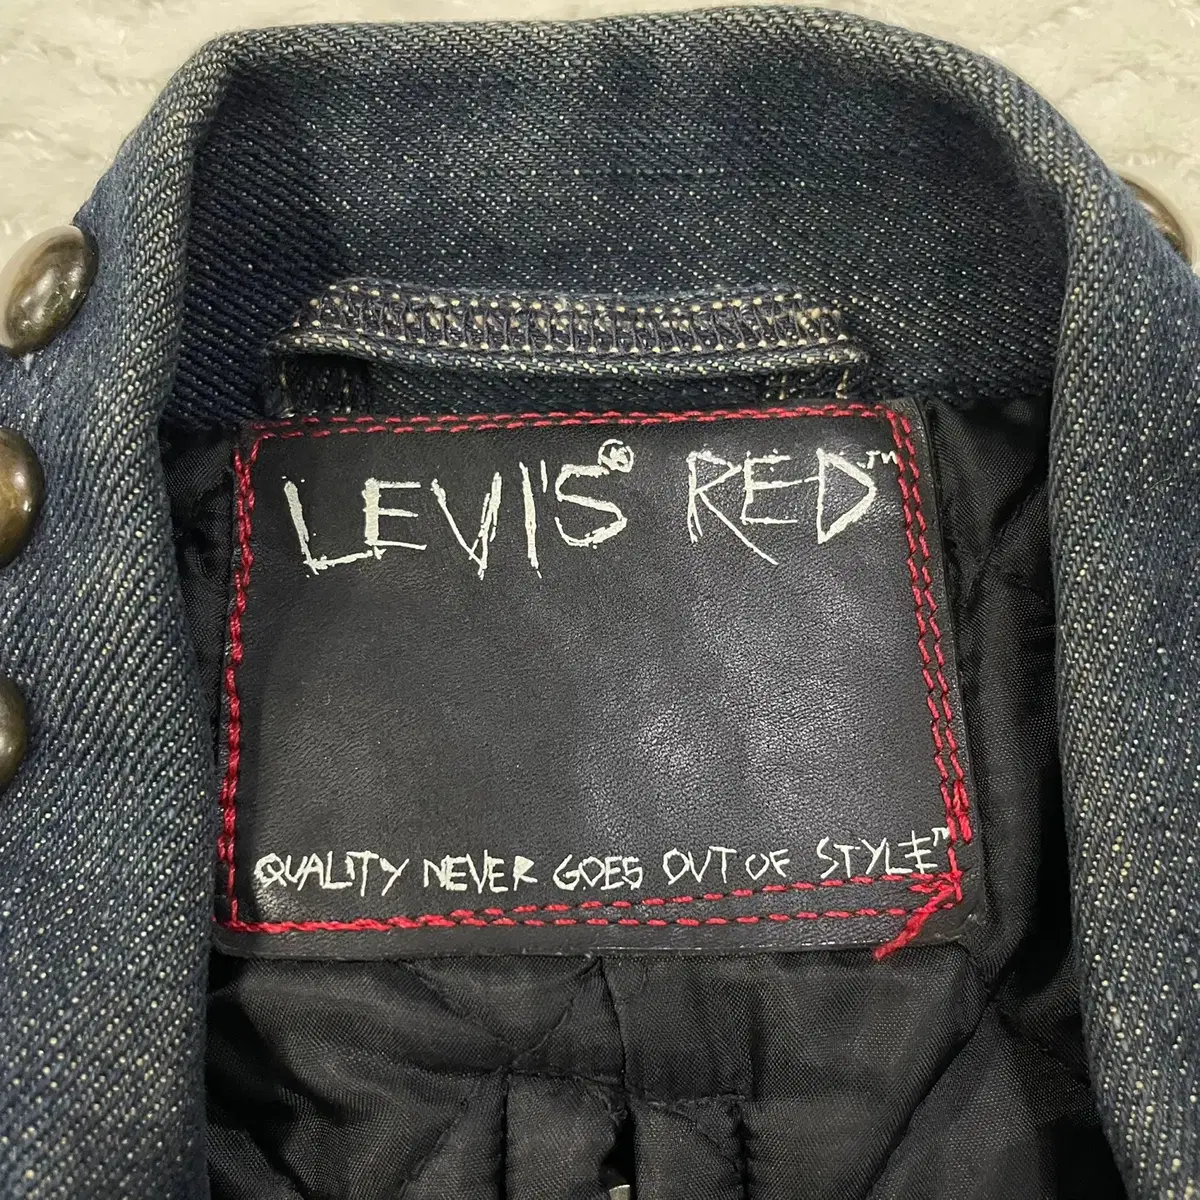 LEVI'S® RED™
QUALITY NEVER GOES OUT OF STYLE™